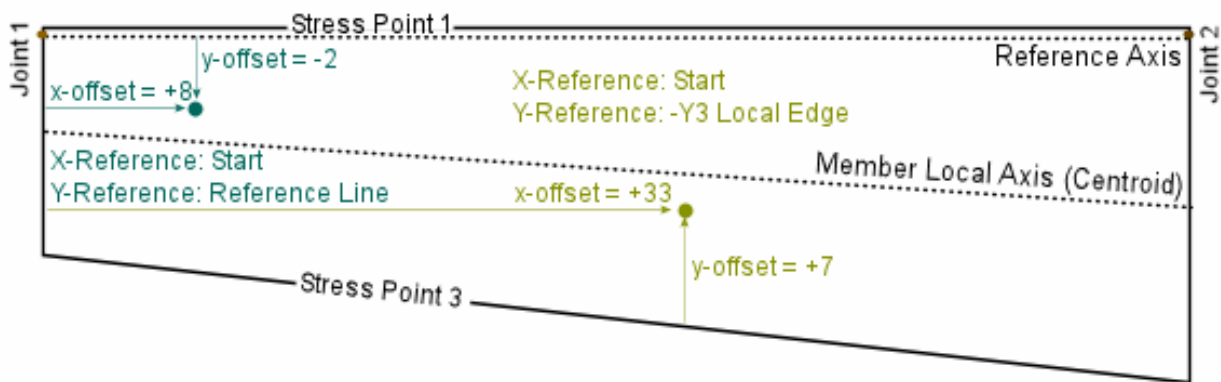 Joint 1
Stress Point 1
Joint 2
y-offset = -2
Reference Axis
x-offset = +8
X-Reference: Start
Y-Reference: -Y3 Local Edge
X-Reference: Start
Y-Reference: Reference Line
Member Local Axis (Centroid)
x-offset = +33
y-offset = +7
Stress Point 3